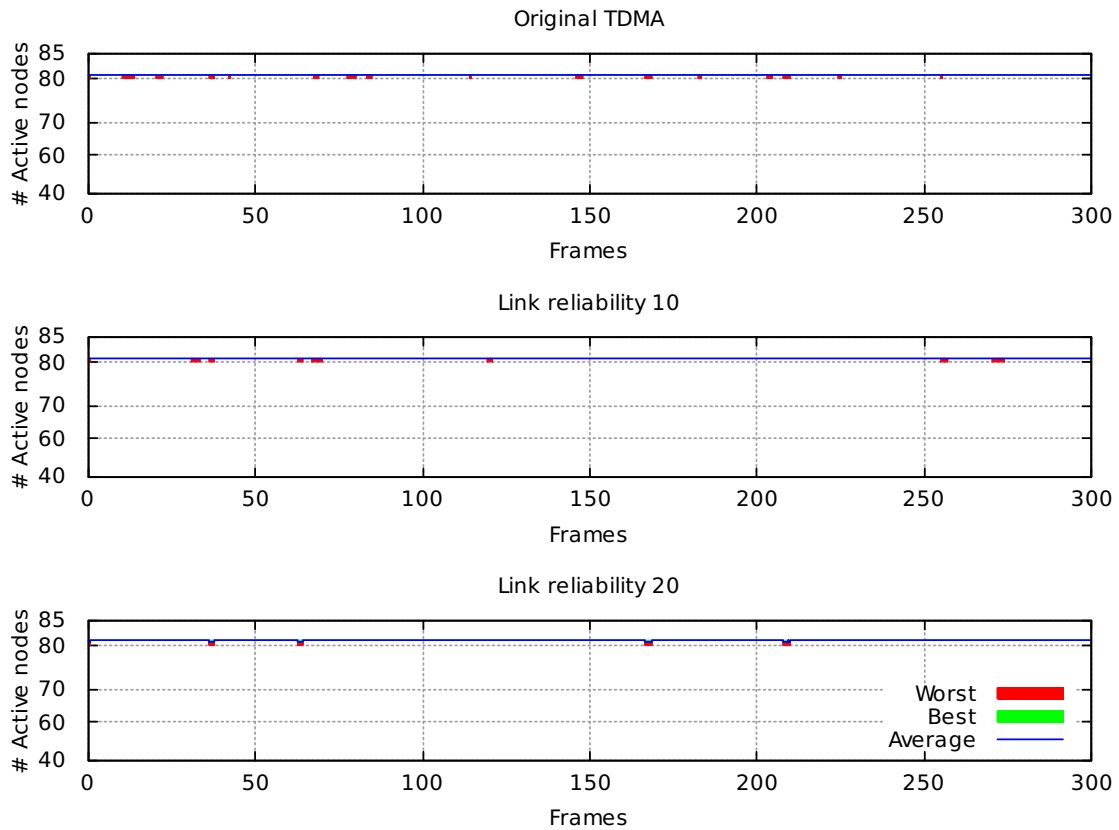 Original TDMA
# Active nodes
85
80
70
60
40
0 50 100 150 200 250 300
Frames
Link reliability 10
# Active nodes
85
80
70
60
40
0 50 100 150 200 250 300
Frames
Link reliability 20
# Active nodes
85
80
70
60
40
Worst
Best
Average
0 50 100 150 200 250 300
Frames